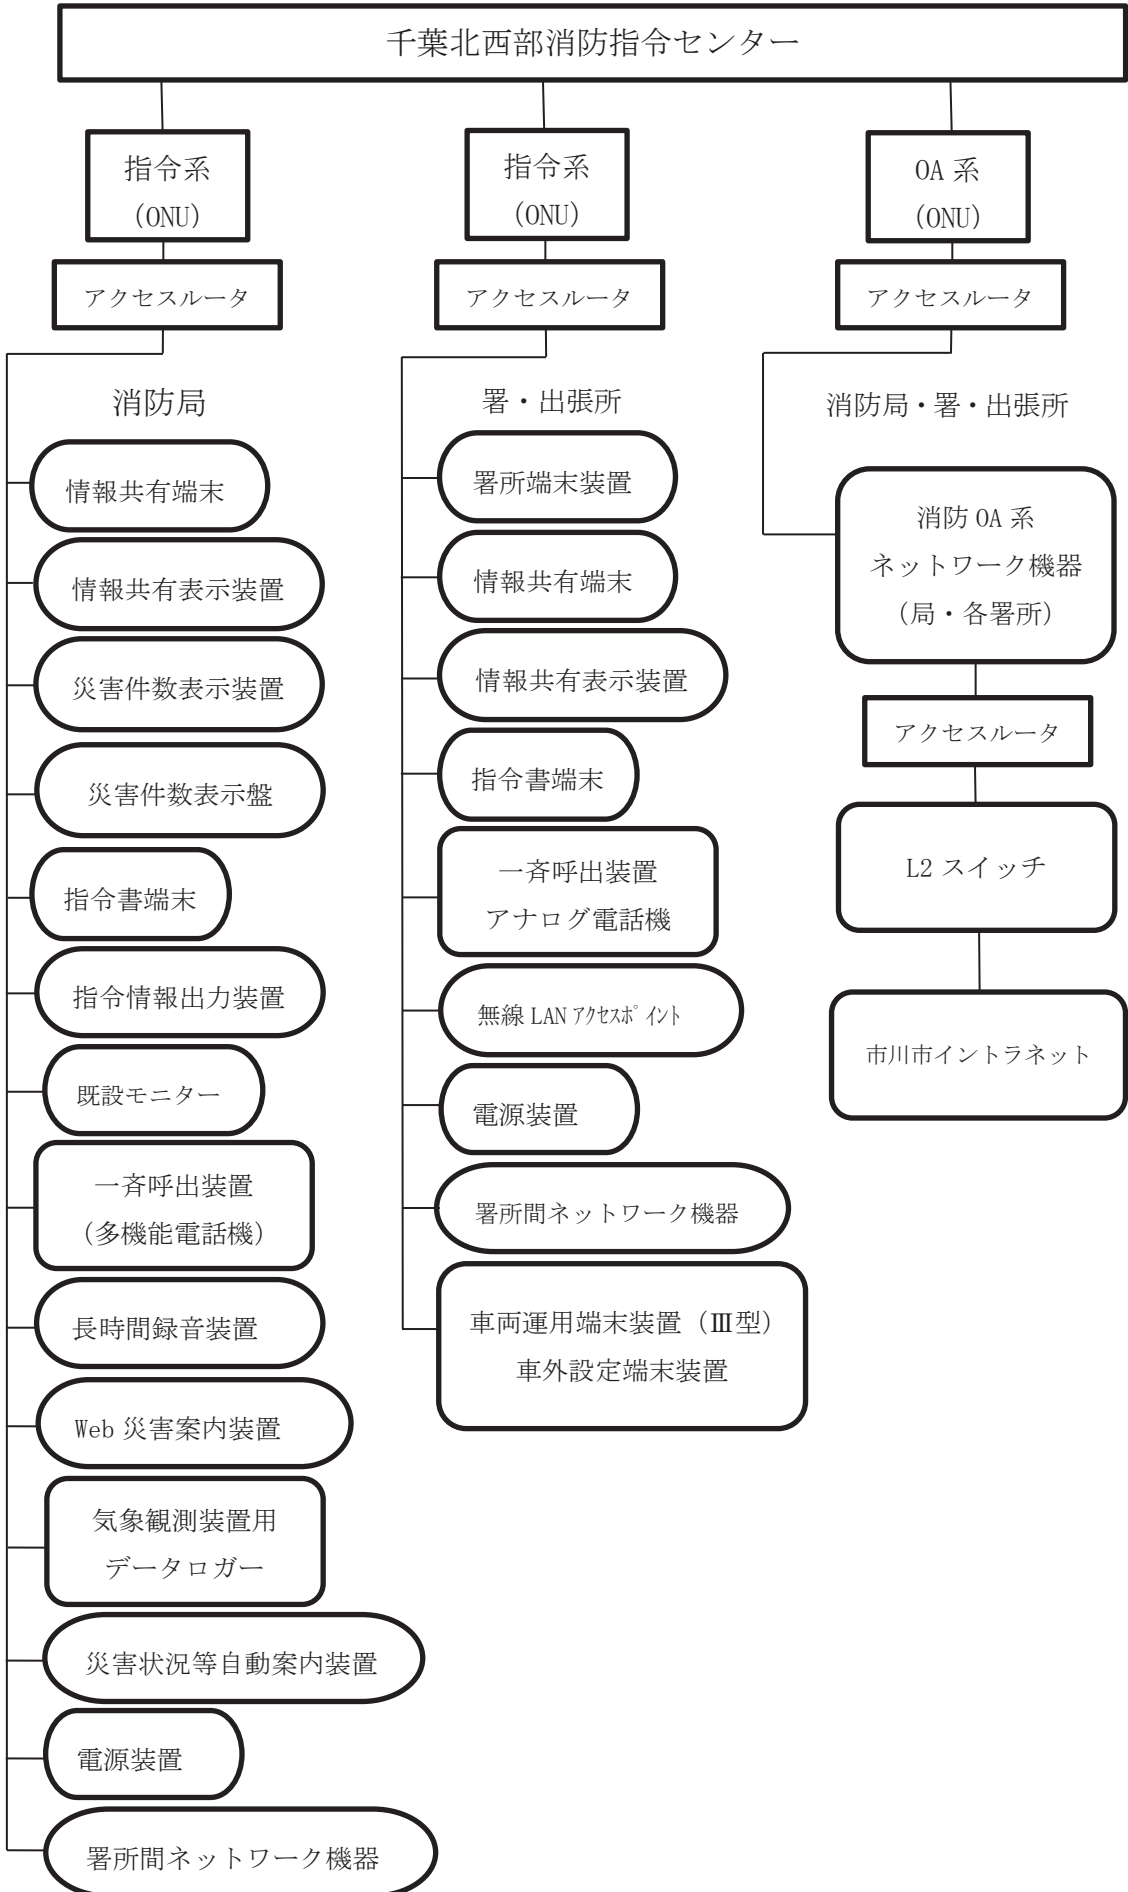 千葉北西部消防指令センター
指令系
（ONU）
アクセスルータ
消防局
情報共有端末
情報共有表示装置
災害件数表示装置
災害件数表示盤
指令書端末
指令情報出力装置
既設モニター
一斉呼出装置
（多機能電話機）
長時間録音装置
Web 災害案内装置
気象観測装置用
データロガー
災害状況等自動案内装置
電源装置
署所間ネットワーク機器
指令系
（ONU）
アクセスルータ
署・出張所
署所端末装置
情報共有端末
情報共有表示装置
指令書端末
一斉呼出装置
アナログ電話機
無線 LAN ｱｸｾｽﾎﾟｲﾝﾄ
電源装置
署所間ネットワーク機器
車両運用端末装置（Ⅲ型）
車外設定端末装置
OA 系
（ONU）
アクセスルータ
消防局・署・出張所
消防 OA 系
ネットワーク機器
（局・各署所）
アクセスルータ
L2 スイッチ
市川市イントラネット